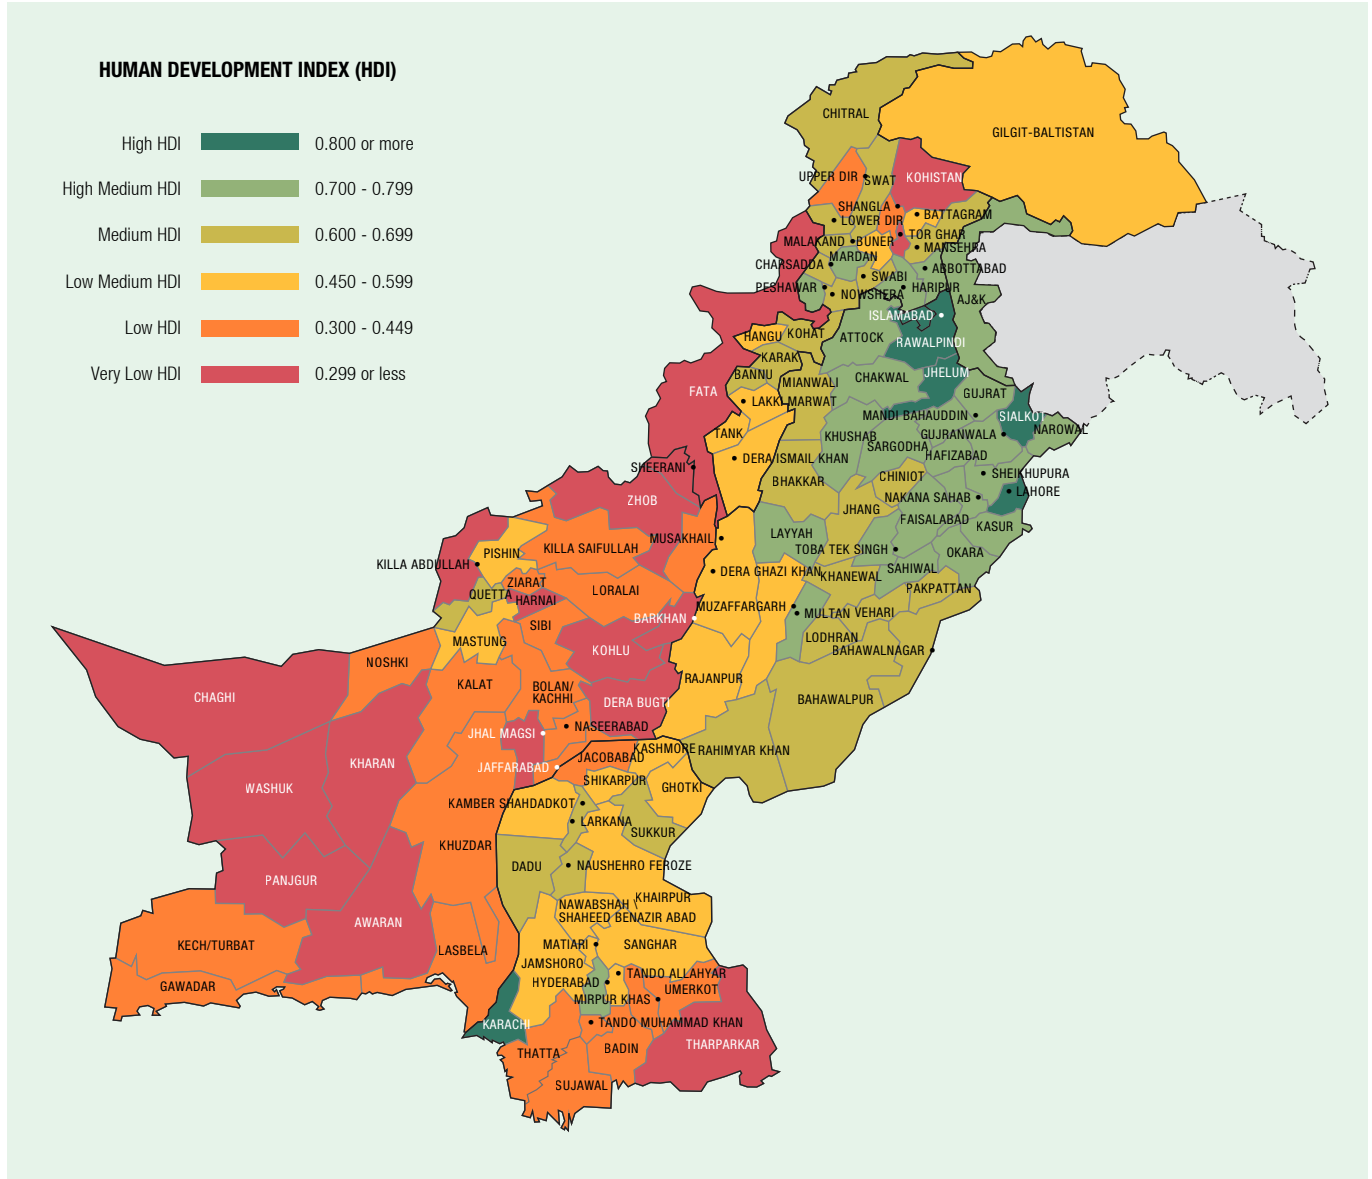 HUMAN DEVELOPMENT INDEX (HDI)
High HDI 0.800 or more
High Medium HDI 0.700 - 0.799
Medium HDI 0.600 - 0.699
Low Medium HDI 0.450 - 0.599
Low HDI 0.300 - 0.449
Very Low HDI 0.299 or less
CHITRAL
GILGIT-BALTISTAN
UPPER DIR
SWAT
KOHISTAN
SHANGLA
BATTAGRAM
LOWER DIR
TOR GHAR
MALAKAND
BUNER
MANSEHRA
MARDAN
CHARSADDA
ABBOTTABAD
SWABI
PESHAWAR
HARIPUR
NOWSHERA
AJ&K
ISLAMABAD
HANGU
KOHAT
ATTOCK
RAWALPINDI
KARAK
BANNU
JHELUM
MIANWALI
CHAKWAL
FATA
GUJRAT
LAKKI MARWAT
MANDI BAHAUDDIN
SIALKOT
TANK
KHUSHAB
GUJRANWALA
NAROWAL
SARGODHA
HAFIZABAD
DERA ISMAIL KHAN
SHEERANI
SHEIKHUPURA
BHAKKAR
CHINIOT
LAHORE
ZHOB
NAKANA SAHAB
JHANG
FAISALABAD
KASUR
LAYYAH
MUSAKHAIL
KILLA SAIFULLAH
TOBA TEK SINGH
OKARA
PISHIN
KILLA ABDULLAH
DERA GHAZI KHAN
KHANEWAL
SAHIWAL
ZIARAT
LORALAI
PAKPATTAN
QUETTA
HARNAI
MUZAFFARGARH
MULTAN
VEHARI
BARKHAN
SIBI
LODHRAN
MASTUNG
KOHLU
BAHAWALNAGAR
NOSHKI
RAJANPUR
KALAT
BOLAN/
KACHHI
CHAGHI
DERA BUGTI
BAHAWALPUR
NASEERABAD
JHAL MAGSI
KASHMORE
RAHIMYAR KHAN
JACOBABAD
KHARAN
JAFFARABAD
SHIKARPUR
GHOTKI
WASHUK
KAMBER SHAHDADKOT
LARKANA
SUKKUR
KHUZDAR
DADU
NAUSHEHRO FEROZE
PANJGUR
KHAIRPUR
NAWABSHAH \
SHAHEED BENAZIR ABAD
AWARAN
KECH/TURBAT
MATIARI
SANGHAR
LASBELA
JAMSHORO
TANDO ALLAHYAR
HYDERABAD
GAWADAR
UMERKOT
MIRPUR KHAS
KARACHI
TANDO MUHAMMAD KHAN
THARPARKAR
THATTA
BADIN
SUJAWAL